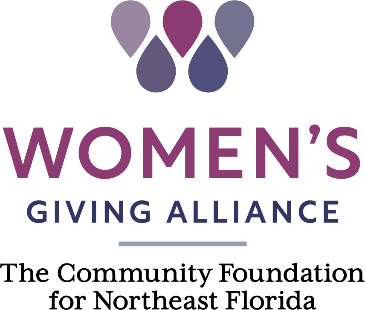 WOMEN'S
GIVING ALLIANCE
The Community Foundation
for Northeast Florida